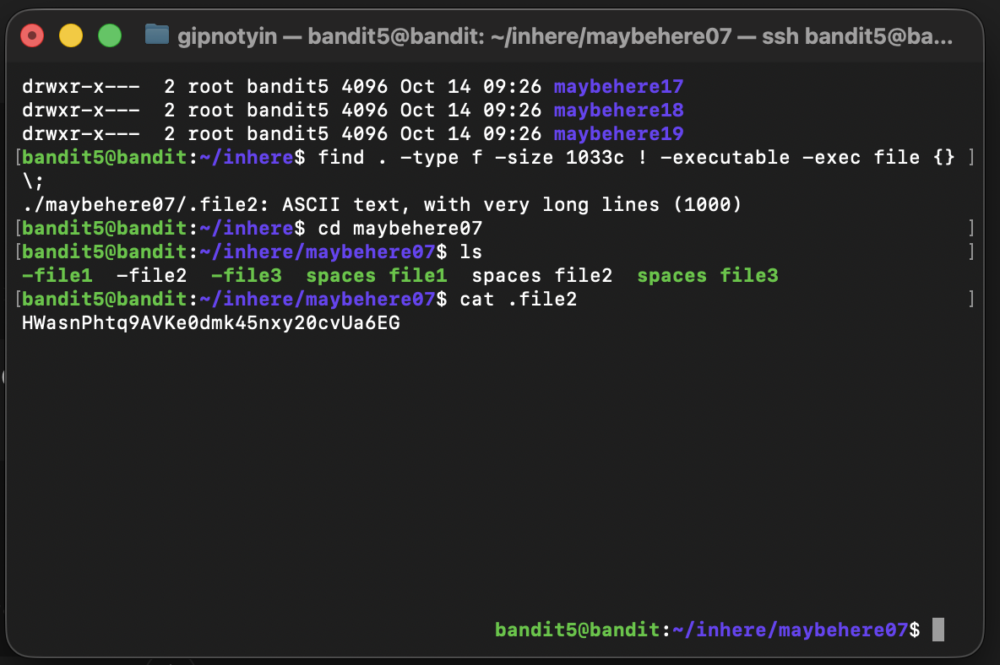 gipnotyin — bandit5@bandit: ~/inhere/maybehere07 — ssh bandit5@ba...
drwxr-x---  2 root bandit5 4096 Oct 14 09:26 maybehere17
drwxr-x---  2 root bandit5 4096 Oct 14 09:26 maybehere18
drwxr-x---  2 root bandit5 4096 Oct 14 09:26 maybehere19
[bandit5@bandit:~/inhere$ find . -type f -size 1033c ! -executable -exec file {} ]
\;
./maybehere07/.file2: ASCII text, with very long lines (1000)
[bandit5@bandit:~/inhere$ cd maybehere07 ]
[bandit5@bandit:~/inhere/maybehere07$ ls ]
-file1  -file2  -file3  spaces file1  spaces file2  spaces file3
[bandit5@bandit:~/inhere/maybehere07$ cat .file2 ]
HWasnPhtq9AVKe0dmk45nxy20cvUa6EG
bandit5@bandit:~/inhere/maybehere07$